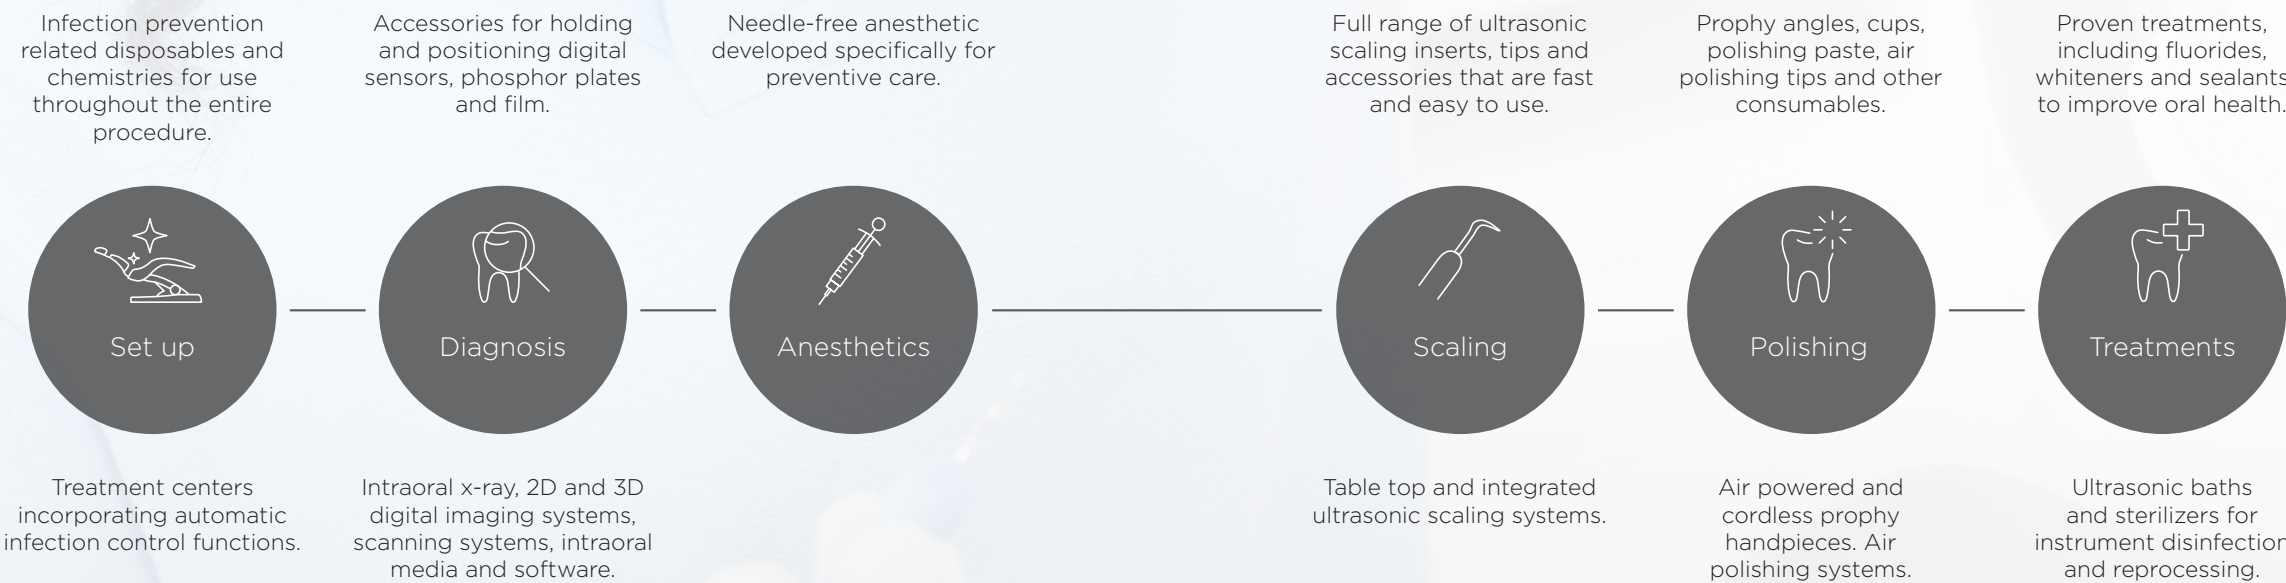 Infection prevention
related disposables and
chemistries for use
throughout the entire
procedure.
Accessories for holding
and positioning digital
sensors, phosphor plates
and film.
Needle-free anesthetic
developed specifically for
preventive care.
Full range of ultrasonic
scaling inserts, tips and
accessories that are fast
and easy to use.
Prophy angles, cups,
polishing paste, air
polishing tips and other
consumables.
Proven treatments,
including fluorides,
whiteners and sealants
to improve oral health.
Set up
Diagnosis
Anesthetics
Scaling
Polishing
Treatments
Treatment centers
incorporating automatic
infection control functions.
Intraoral x-ray, 2D and 3D
digital imaging systems,
scanning systems, intraoral
media and software.
Table top and integrated
ultrasonic scaling systems.
Air powered and
cordless prophy
handpieces. Air
polishing systems.
Ultrasonic baths
and sterilizers for
instrument disinfection
and reprocessing.